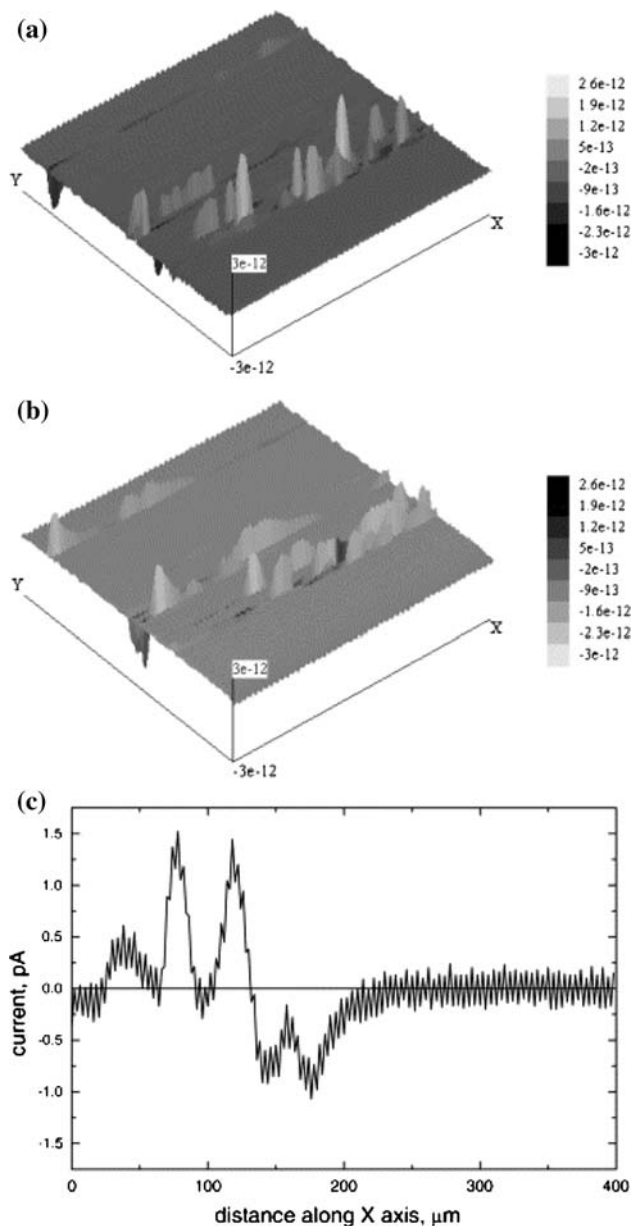 (a)
2.6e-12
1.9e-12
1.2e-12
5e-13
-2e-13
-9e-13
-1.6e-12
-2.3e-12
-3e-12
Y
X
3e-12
-3e-12
(b)
2.6e-12
1.9e-12
1.2e-12
5e-13
-2e-13
-9e-13
-1.6e-12
-2.3e-12
-3e-12
Y
X
3e-12
-3e-12
(c)
1.5
1.0
0.5
0.0
-0.5
-1.0
-1.5
current, pA
0 100 200 300 400
distance along X axis, μm